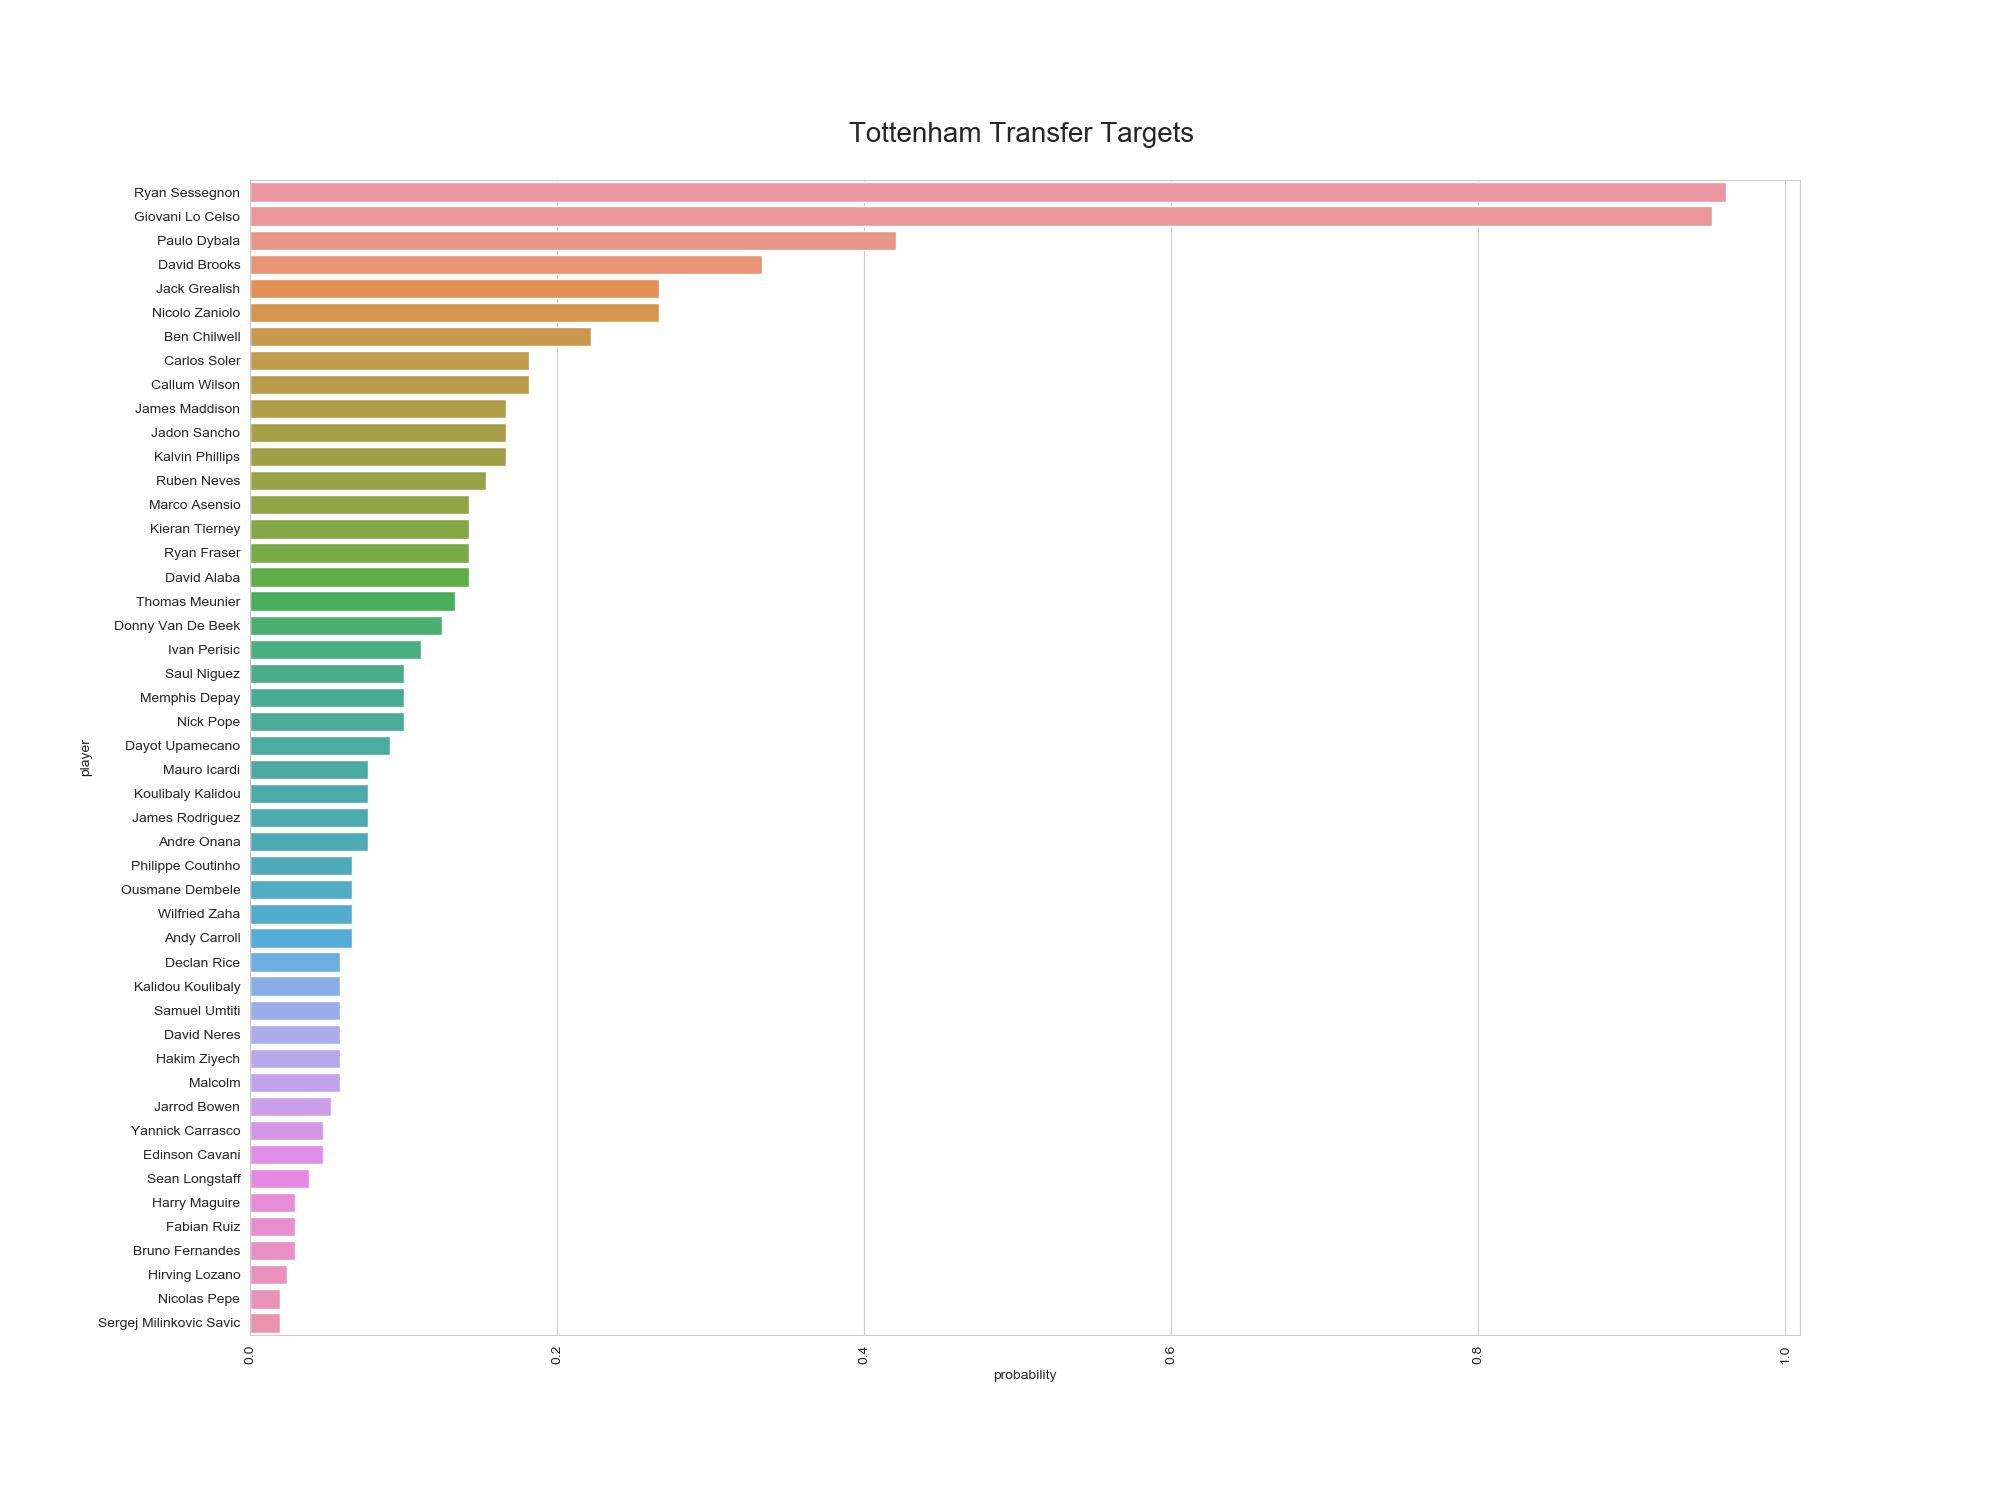 Tottenham Transfer Targets
Ryan Sessegnon
Giovani Lo Celso
Paulo Dybala
David Brooks
Jack Grealish
Nicolo Zaniolo
Ben Chilwell
Carlos Soler
Callum Wilson
James Maddison
Jadon Sancho
Kalvin Phillips
Ruben Neves
Marco Asensio
Kieran Tierney
Ryan Fraser
David Alaba
Thomas Meunier
Donny Van De Beek
Ivan Perisic
Saul Niguez
Memphis Depay
Nick Pope
Dayot Upamecano
Mauro Icardi
Koulibaly Kalidou
James Rodriguez
Andre Onana
Philippe Coutinho
Ousmane Dembele
Wilfried Zaha
Andy Carroll
Declan Rice
Kalidou Koulibaly
Samuel Umtiti
David Neres
Hakim Ziyech
Malcolm
Jarrod Bowen
Yannick Carrasco
Edinson Cavani
Sean Longstaff
Harry Maguire
Fabian Ruiz
Bruno Fernandes
Hirving Lozano
Nicolas Pepe
Sergej Milinkovic Savic
player
0.0 0.2 0.4 0.6 0.8 1.0
probability